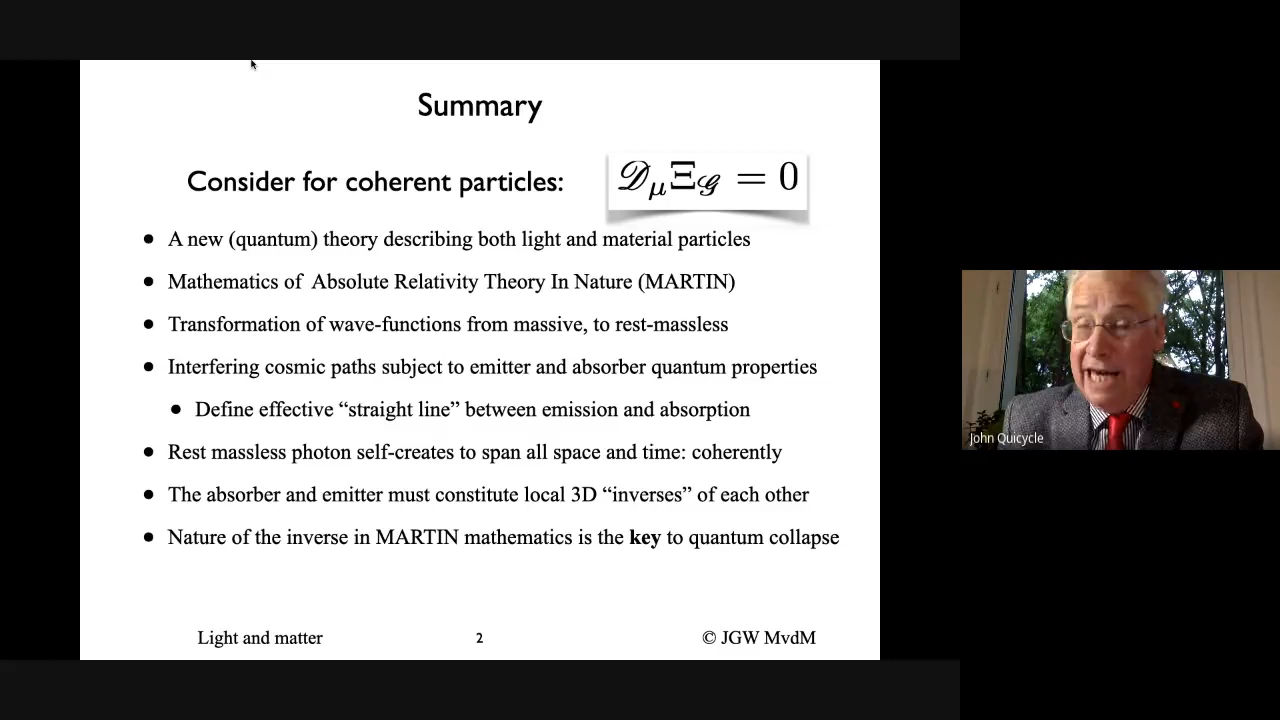 Summary
Consider for coherent particles: 𝒟μΞ𝒢 = 0
• A new (quantum) theory describing both light and material particles
• Mathematics of Absolute Relativity Theory In Nature (MARTIN)
• Transformation of wave-functions from massive, to rest-massless
• Interfering cosmic paths subject to emitter and absorber quantum properties
• Define effective “straight line” between emission and absorption
• Rest massless photon self-creates to span all space and time: coherently
• The absorber and emitter must constitute local 3D “inverses” of each other
• Nature of the inverse in MARTIN mathematics is the key to quantum collapse
Light and matter 2 © JGW MvdM
John Quicycle